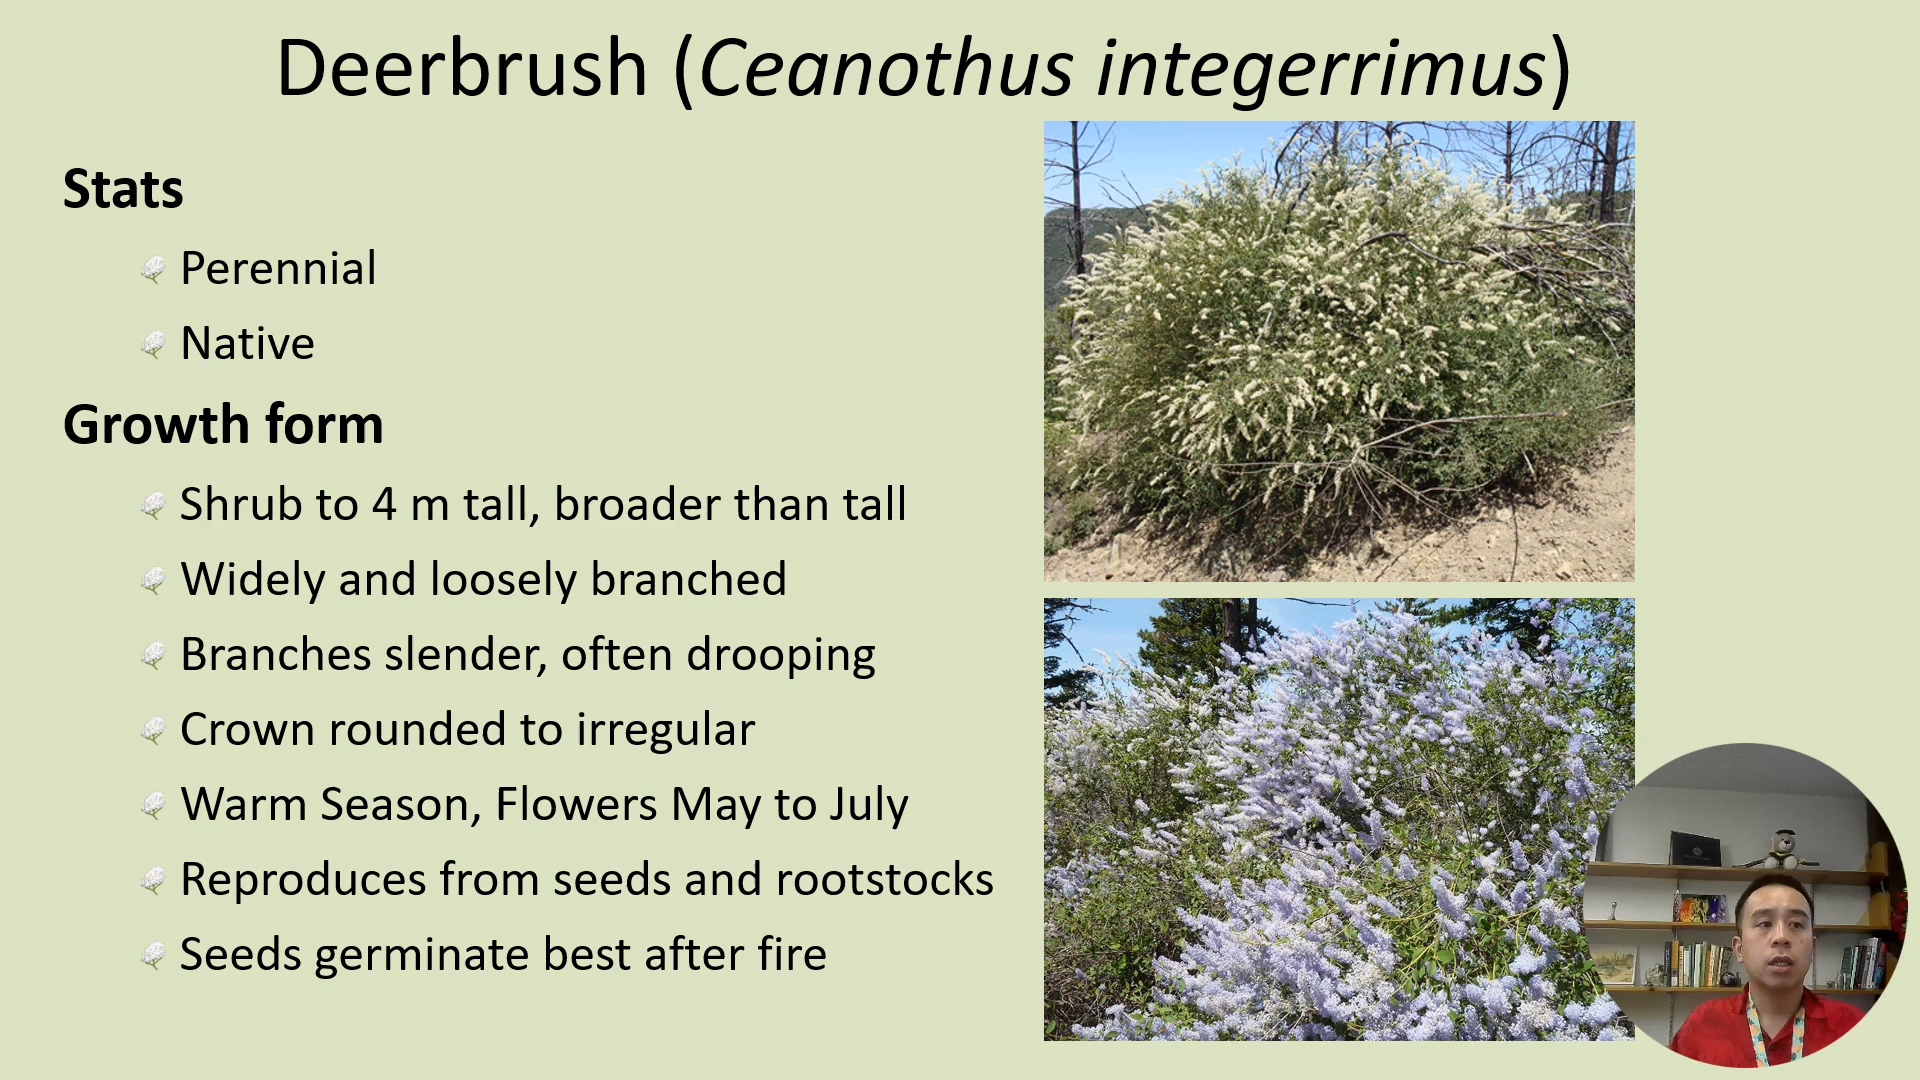 Deerbrush (Ceanothus integerrimus)
Stats
Perennial
Native
Growth form
Shrub to 4 m tall, broader than tall
Widely and loosely branched
Branches slender, often drooping
Crown rounded to irregular
Warm Season, Flowers May to July
Reproduces from seeds and rootstocks
Seeds germinate best after fire